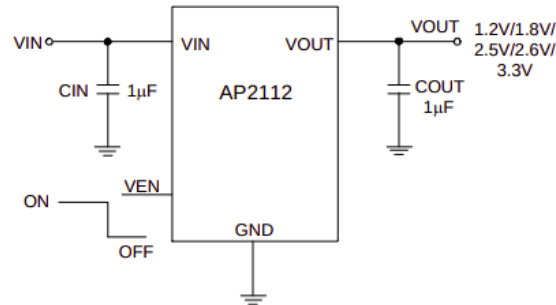 VIN
CIN
1μF
VIN
VOUT
AP2112
VEN
GND
ON
OFF
VOUT
1.2V/1.8V/
2.5V/2.6V/
3.3V
COUT
1μF